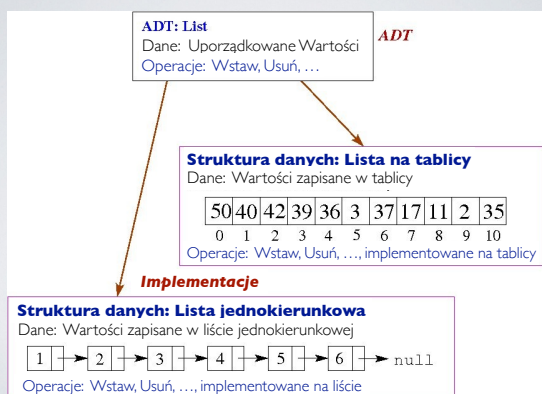 ADT: List
Dane: Uporządkowane Wartości
Operacje: Wstaw, Usuń, …
ADT
Struktura danych: Lista na tablicy
Dane: Wartości zapisane w tablicy
50 40 42 39 36 3 37 17 11 2 35
0 1 2 3 4 5 6 7 8 9 10
Operacje: Wstaw, Usuń, …, implementowane na tablicy
Implementacje
Struktura danych: Lista jednokierunkowa
Dane: Wartości zapisane w liście jednokierunkowej
1 2 3 4 5 6 null
Operacje: Wstaw, Usuń, …, implementowane na liście